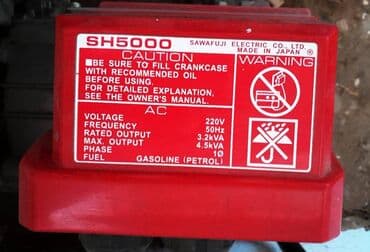 SH5000
SAWAFUJI ELECTRIC CO., LTD.
MADE IN JAPAN ®
CAUTION
■BE SURE TO FILL CRANKCASE
WITH RECOMMENDED OIL
BEFORE USING.
FOR DETAILED EXPLANATION,
SEE THE OWNER'S MANUAL.
WARNING
AC
VOLTAGE 220V
FREQUENCY 50Hz
RATED OUTPUT 3.2kVA
MAX. OUTPUT 4.5kVA
PHASE 1Ø
FUEL GASOLINE (PETROL)